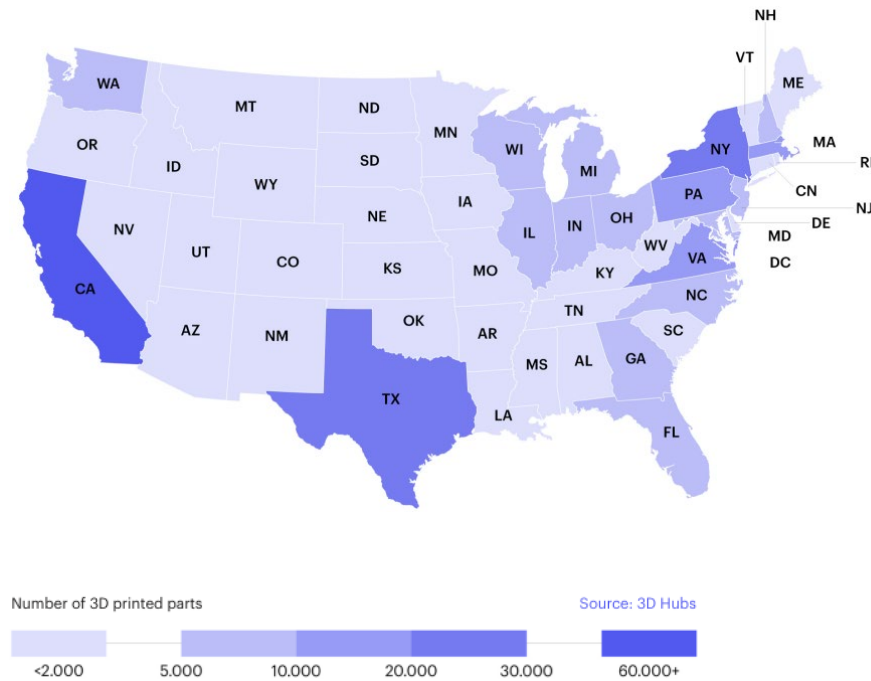 NH
VT
ME
WA
MT
ND
MN
OR
ID
SD
WI
MI
NY
MA
RI
WY
CN
IA
PA
NJ
NE
NV
IL
IN
OH
DE
UT
CO
WV
MD
KS
MO
KY
VA
DC
CA
NC
TN
AZ
NM
OK
AR
SC
MS
AL
GA
TX
LA
FL
Number of 3D printed parts
Source: 3D Hubs
<2.000 5.000 10.000 20.000 30.000 60.000+